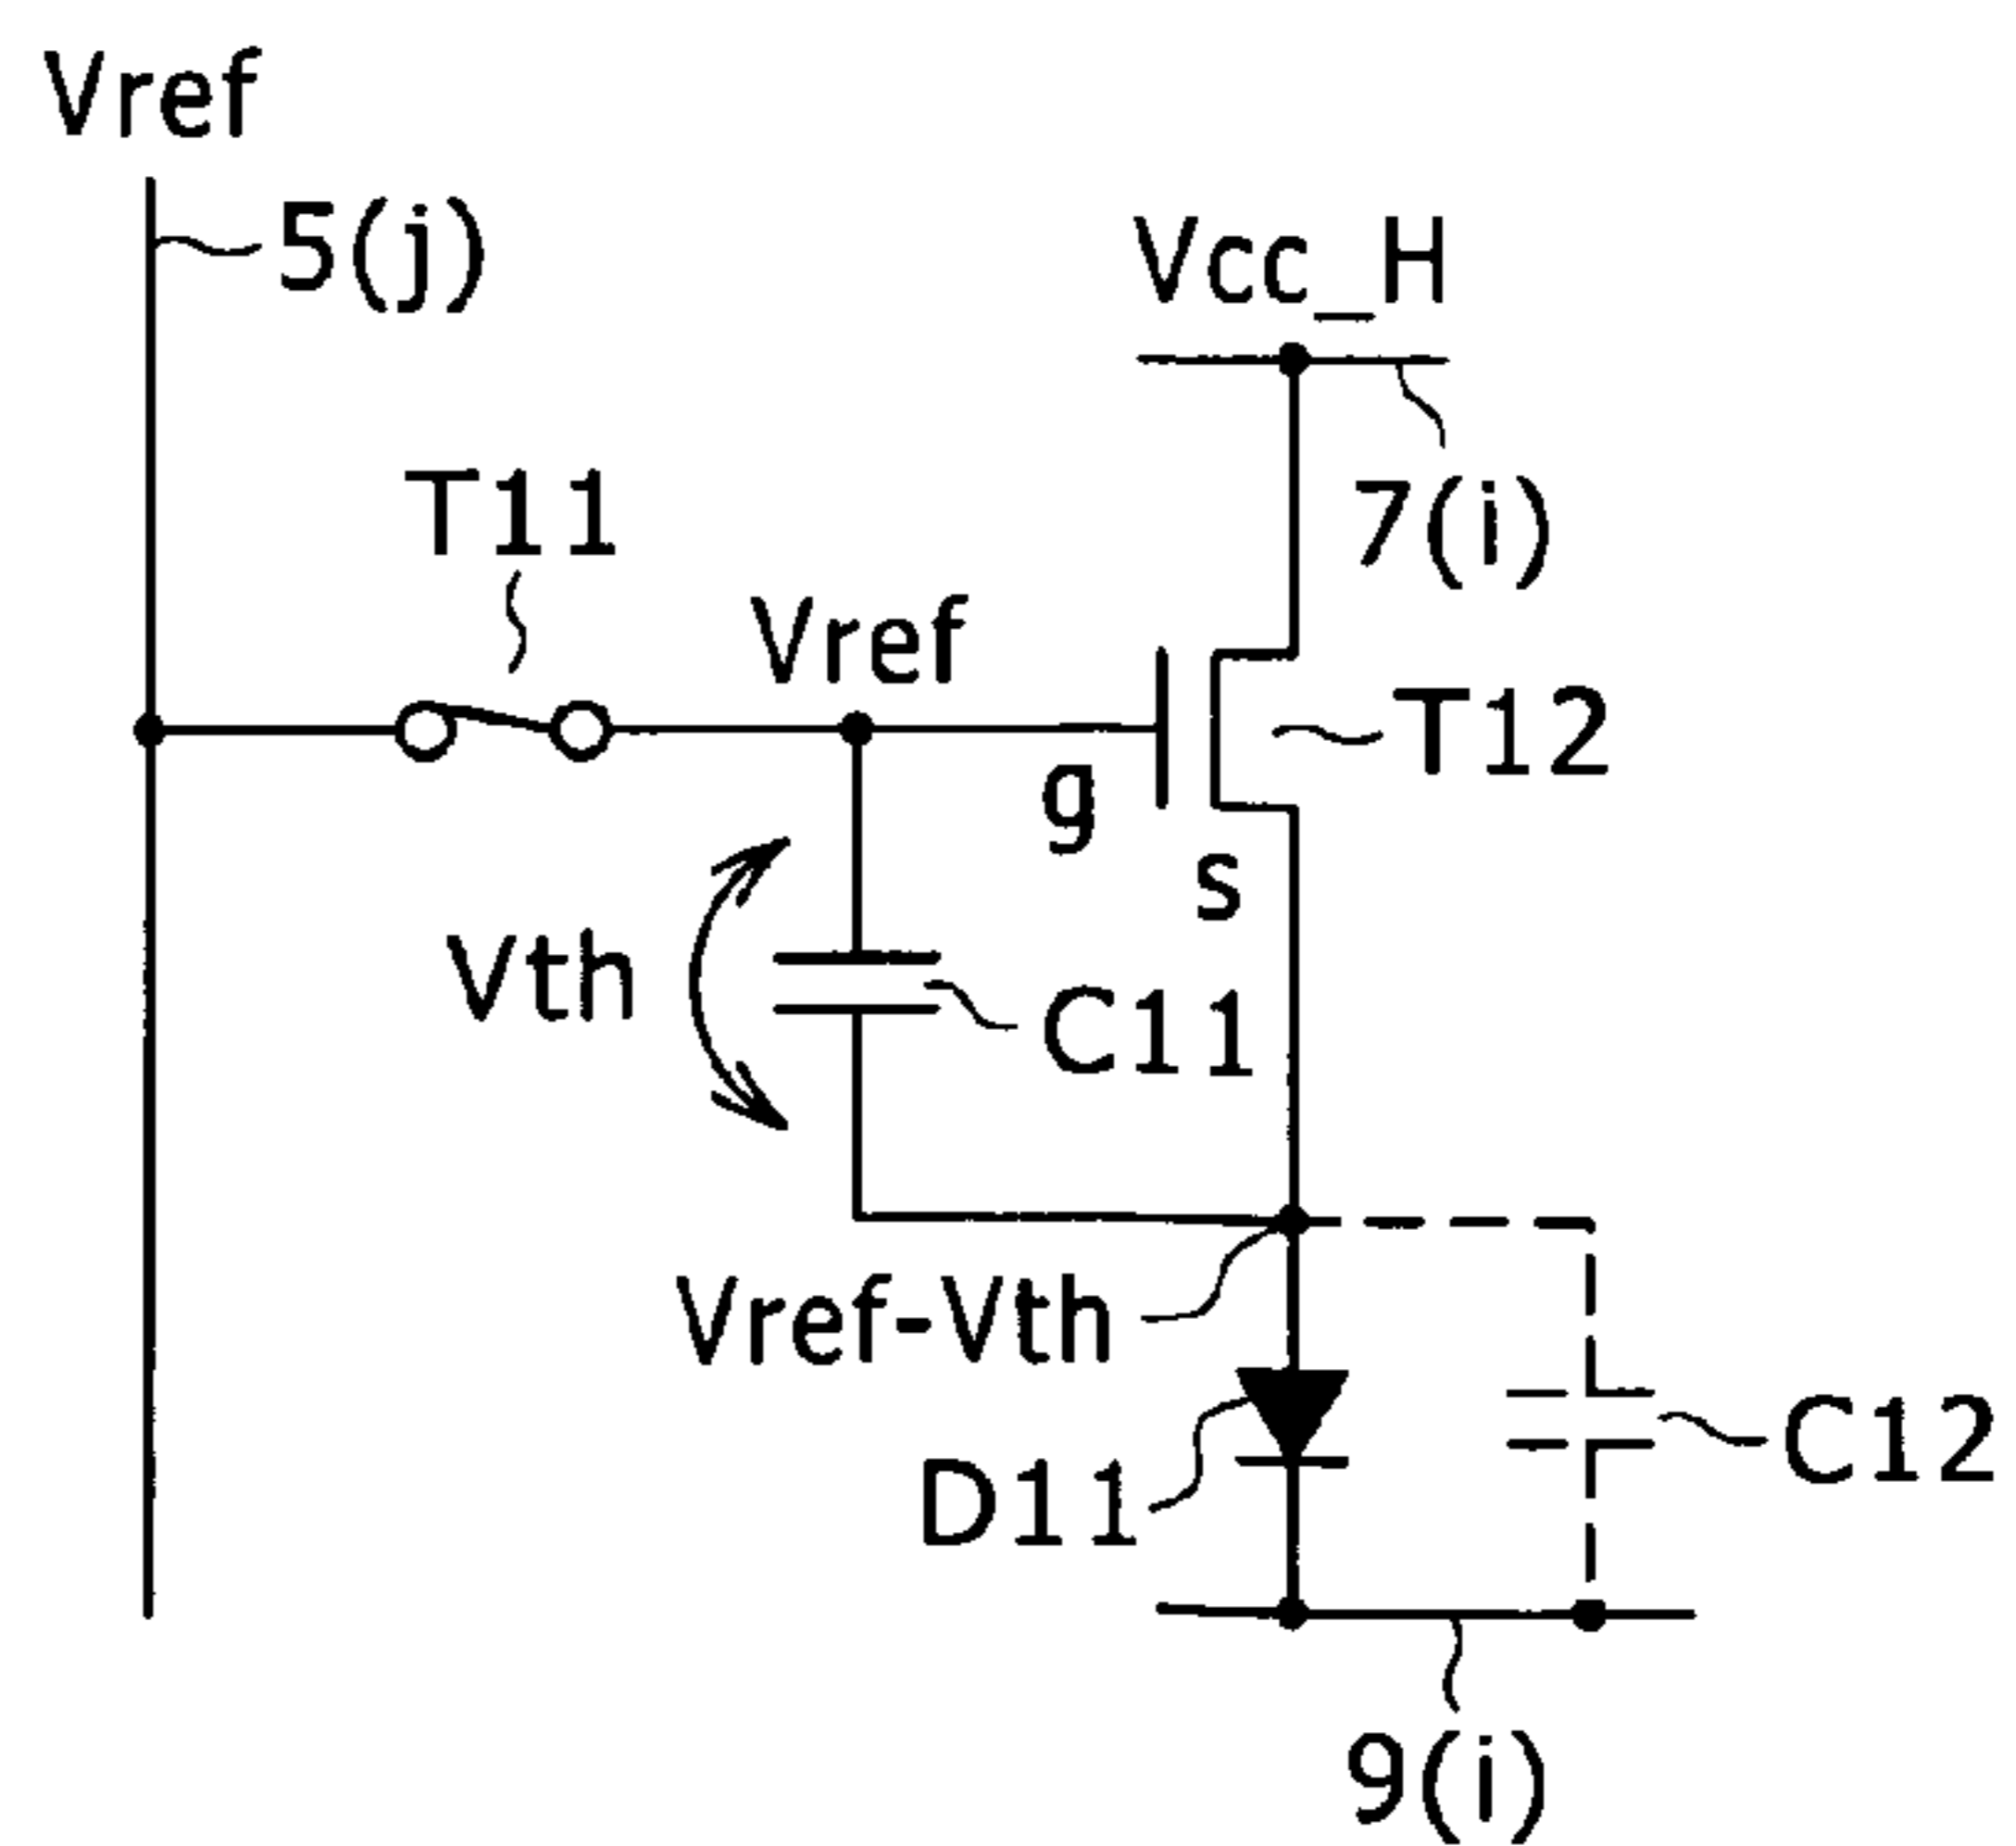 Vref
5(j)
Vcc_H
7(i)
T11
Vref
T12
g
s
Vth
C11
Vref-Vth
D11
C12
9(i)